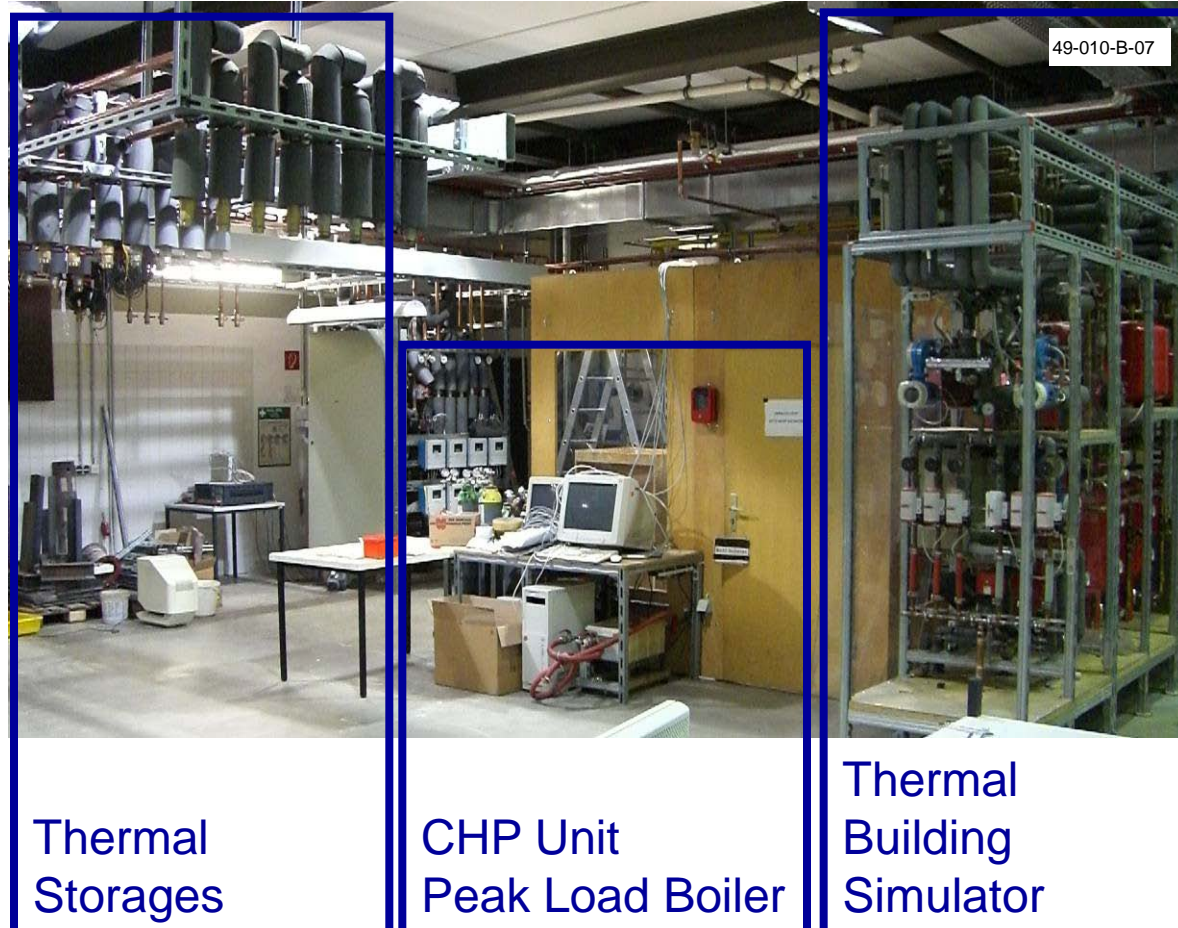 49-010-B-07
Thermal
Storages
CHP Unit
Peak Load Boiler
Thermal
Building
Simulator